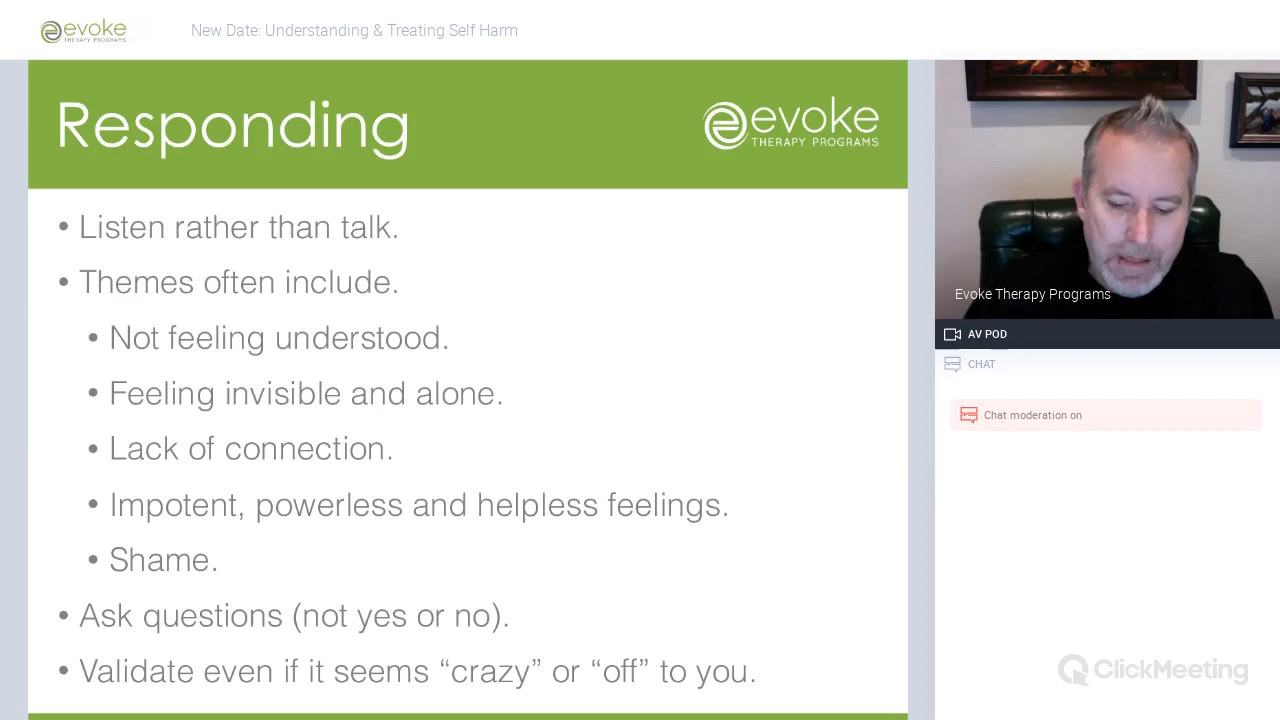 evoke
THERAPY PROGRAMS
New Date: Understanding & Treating Self Harm
Responding
evoke
THERAPY PROGRAMS
• Listen rather than talk.
• Themes often include.
• Not feeling understood.
• Feeling invisible and alone.
• Lack of connection.
• Impotent, powerless and helpless feelings.
• Shame.
• Ask questions (not yes or no).
• Validate even if it seems “crazy” or “off” to you.
Evoke Therapy Programs
AV POD
CHAT
Chat moderation on
ClickMeeting